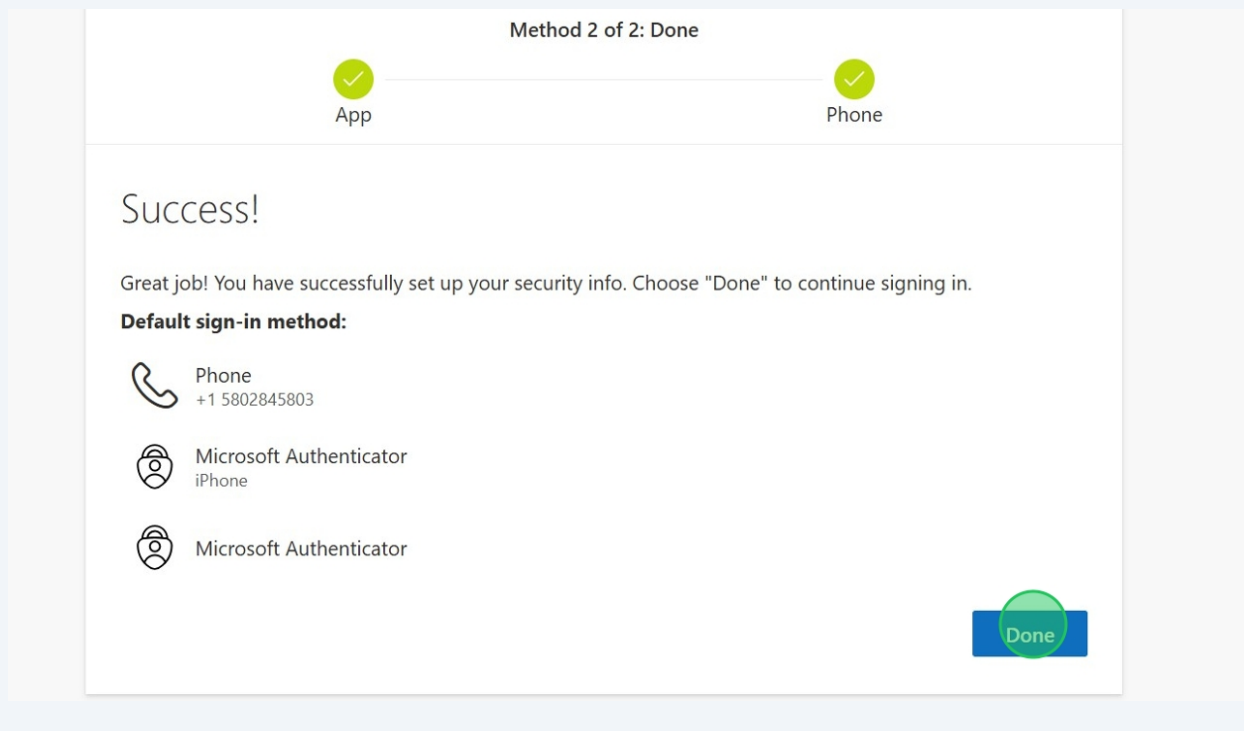 Method 2 of 2: Done
App
Phone
Success!
Great job! You have successfully set up your security info. Choose "Done" to continue signing in.
Default sign-in method:
Phone
+1 5802845803
Microsoft Authenticator
iPhone
Microsoft Authenticator
Done